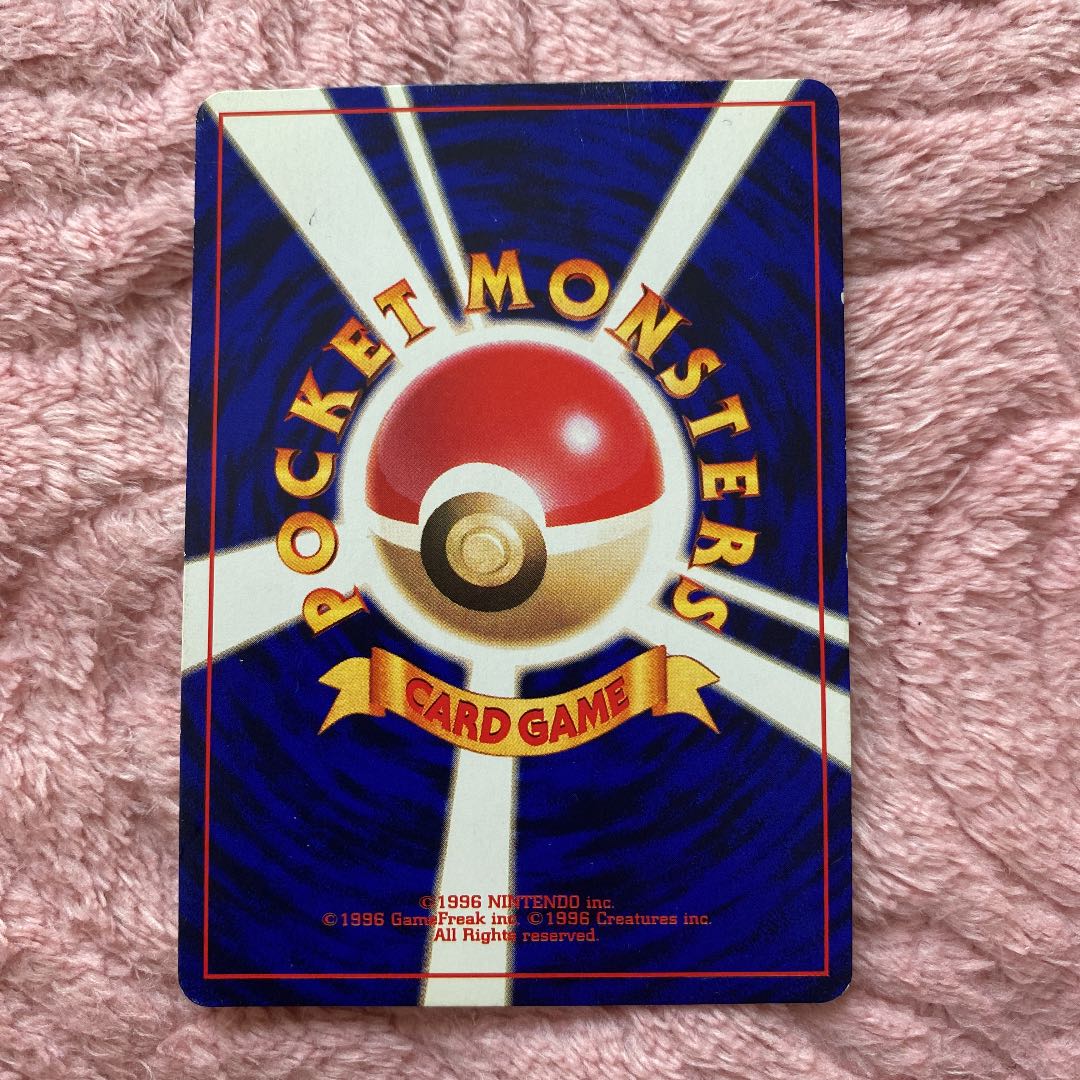 POCKET MONSTERS
CARD GAME
©1996 NINTENDO inc.
©1996 GameFreak inc. ©1996 Creatures inc.
All Rights reserved.